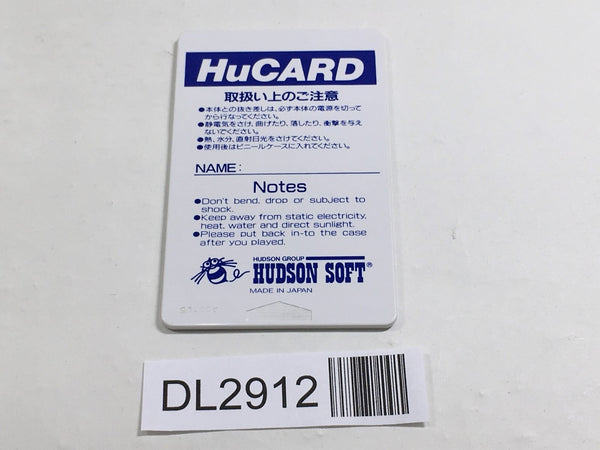 HuCARD
取扱い上のご注意
●本体との抜き差しは、必ず本体の電源を切って
から行なってください。
●静電気をさけ、曲げたり、落したり、衝撃を与え
ないでください。
●熱、水分、直射日光をさけてください。
●使用後はビニールケースに入れてください。
NAME:
Notes
●Don't bend, drop or subject to
shock.
●Keep away from static electricity,
heat, water and direct sunlight.
●Please put back in-to the case
after you played.
HUDSON GROUP
HUDSON SOFT®
MADE IN JAPAN
DL2912